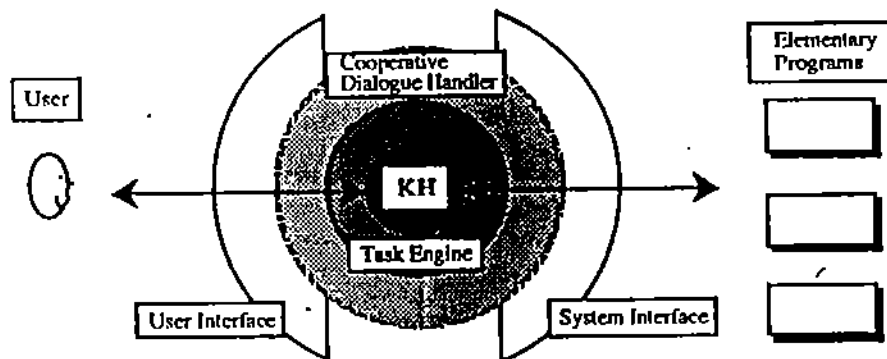 Cooperative
Dialogue Handler
Elementary
Programs
User
KH
Task Engine
User Interface
System Interface